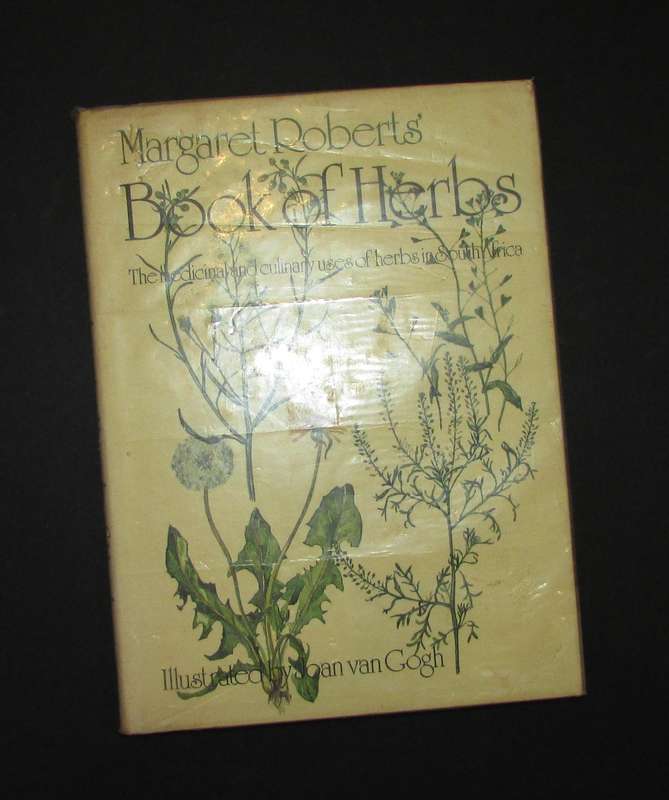 Margaret Roberts'
Book of Herbs
The medicinal and culinary uses of herbs in South Africa
Illustrated by Joan van Gogh